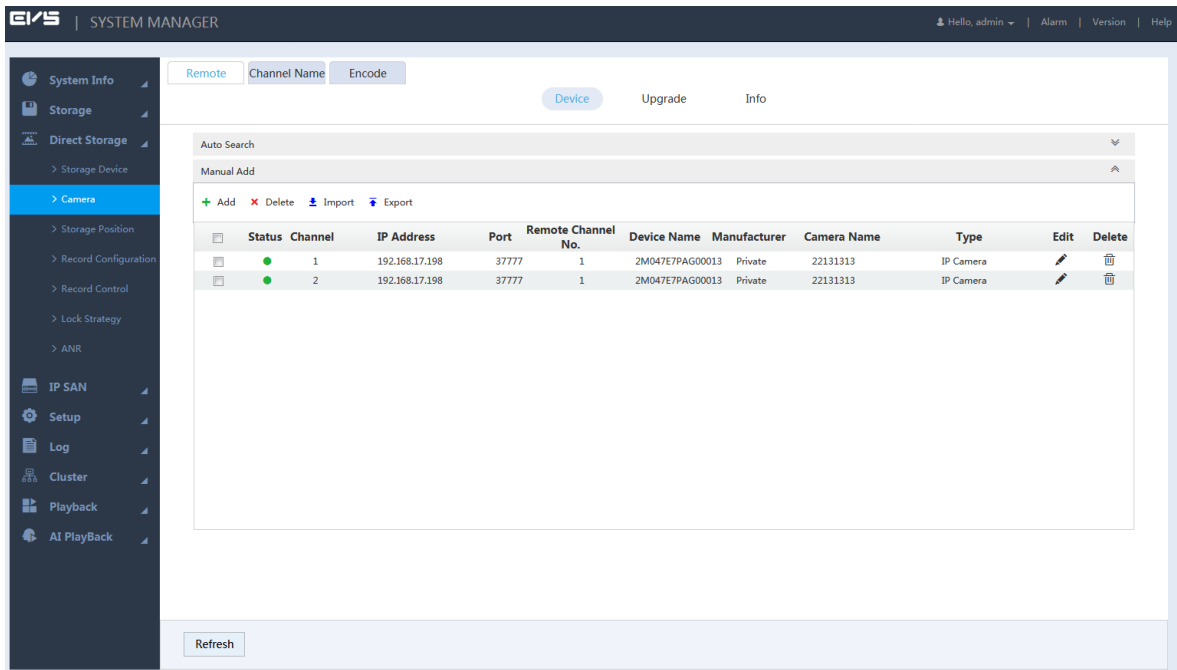 EVS | SYSTEM MANAGER
Hello, admin | Alarm | Version | Help
System Info
Storage
Direct Storage
> Storage Device
> Camera
> Storage Position
> Record Configuration
> Record Control
> Lock Strategy
> ANR
IP SAN
Setup
Log
Cluster
Playback
AI PlayBack
Remote Channel Name Encode
Device Upgrade Info
Auto Search
Manual Add
Add Delete Import Export
Status Channel IP Address Port Remote Channel No. Device Name Manufacturer Camera Name Type Edit Delete
1 192.168.17.198 37777 1 2M047E7PAG00013 Private 22131313 IP Camera
2 192.168.17.198 37777 1 2M047E7PAG00013 Private 22131313 IP Camera
Refresh